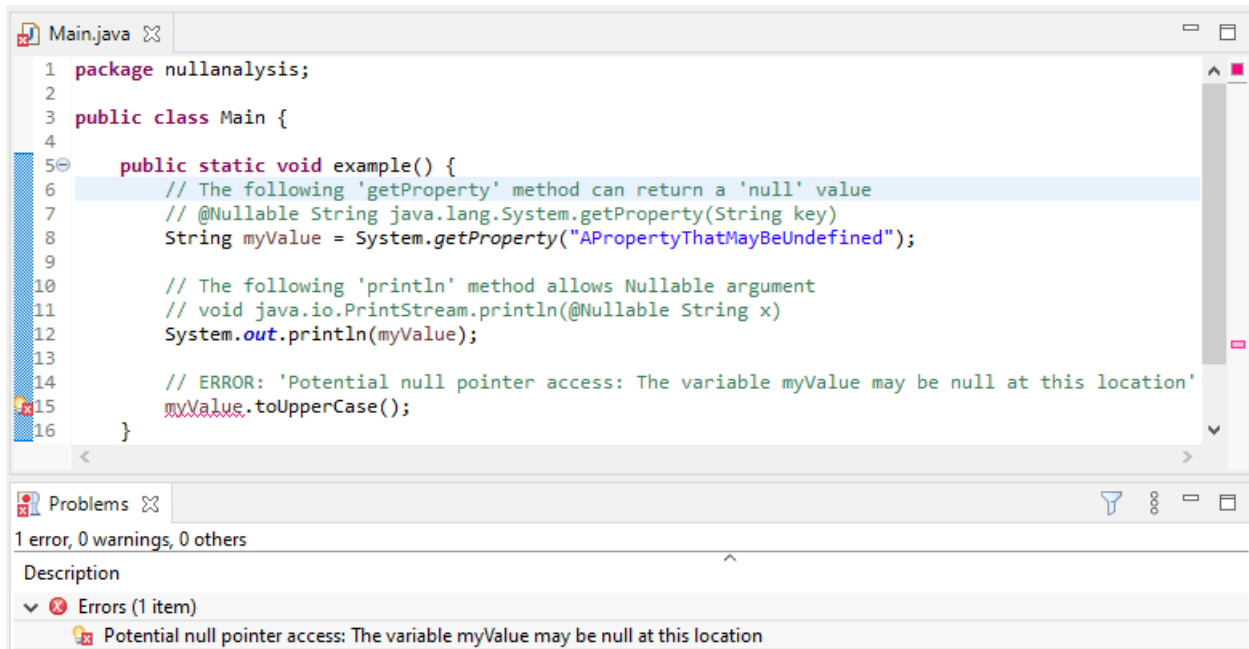 Main.java
1 package nullanalysis;
2
3 public class Main {
4
5 public static void example() {
6 // The following 'getProperty' method can return a 'null' value
7 // @Nullable String java.lang.System.getProperty(String key)
8 String myValue = System.getProperty("APropertyThatMayBeUndefined");
9
10 // The following 'println' method allows Nullable argument
11 // void java.io.PrintStream.println(@Nullable String x)
12 System.out.println(myValue);
13
14 // ERROR: 'Potential null pointer access: The variable myValue may be null at this location'
15 myValue.toUpperCase();
16 }
Problems
1 error, 0 warnings, 0 others
Description
Errors (1 item)
Potential null pointer access: The variable myValue may be null at this location